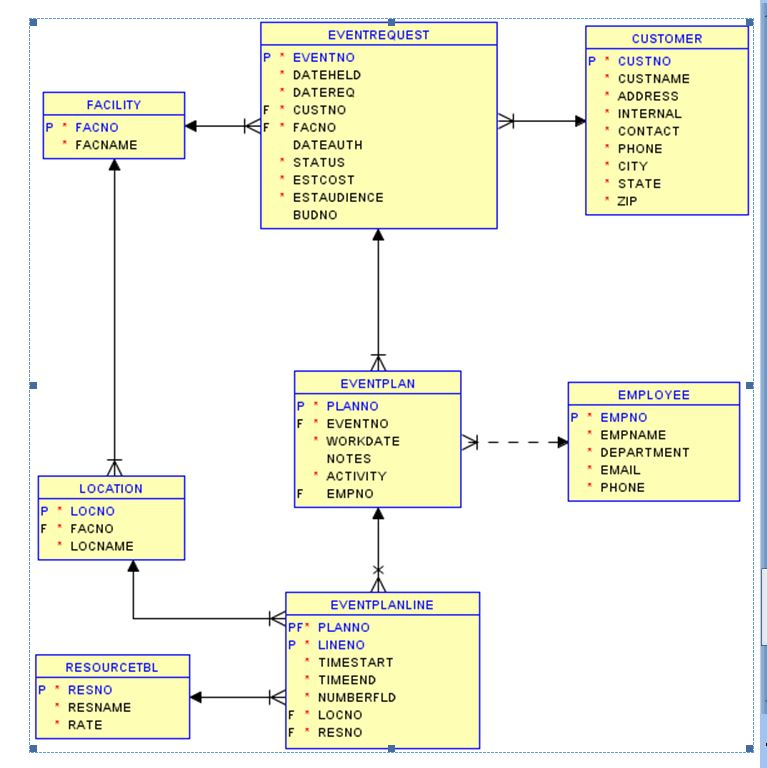 EVENTREQUEST
P * EVENTNO
* DATEHELD
* DATEREQ
F * CUSTNO
F * FACNO
DATEAUTH
* STATUS
* ESTCOST
* ESTAUDIENCE
BUDNO
CUSTOMER
P * CUSTNO
* CUSTNAME
* ADDRESS
* INTERNAL
* CONTACT
* PHONE
* CITY
* STATE
* ZIP
FACILITY
P * FACNO
* FACNAME
EVENTPLAN
P * PLANNO
F * EVENTNO
* WORKDATE
NOTES
* ACTIVITY
F EMPNO
EMPLOYEE
P * EMPNO
* EMPNAME
* DEPARTMENT
* EMAIL
* PHONE
LOCATION
P * LOCNO
F * FACNO
* LOCNAME
EVENTPLANLINE
PF* PLANNO
P * LINENO
* TIMESTART
* TIMEEND
* NUMBERFLD
F * LOCNO
F * RESNO
RESOURCETBL
P * RESNO
* RESNAME
* RATE